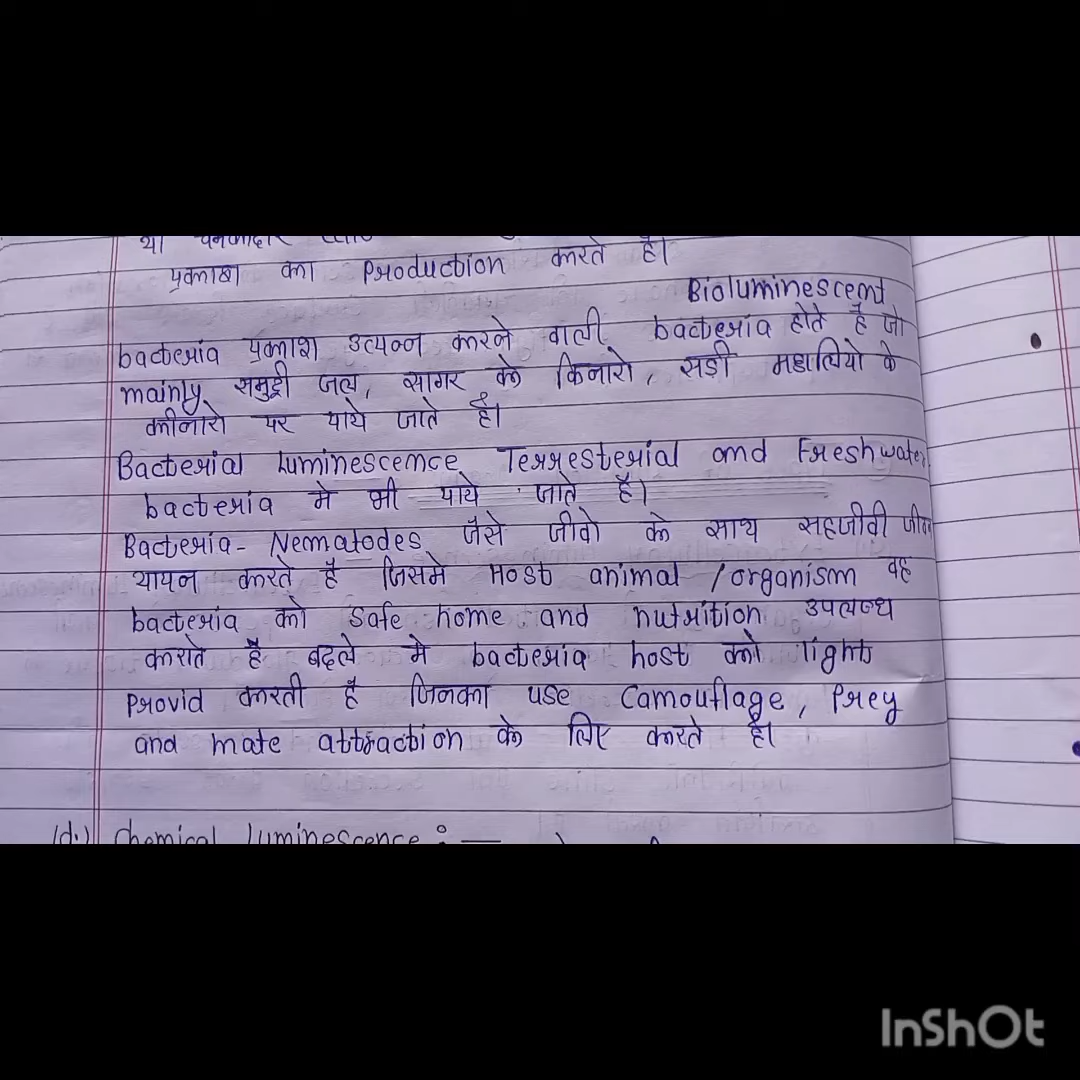 प्रकाश का Production करते है।
Bioluminescent
bacteria प्रकाश उत्पन्न करने वाली bacteria होते है जो
mainly समुद्री जल, सागर के किनारो, सड़ी मछलियो के
कीनारो पर पाये जाते है।
Bacterial luminescence Terresterial and Freshwater
bacteria मे भी पाये जाते है।
Bacteria - Nematodes जैसे जीवो के साथ सहजीवी जीवन
यापन करते है जिसमे Host animal / organism वह
bacteria को safe home and nutrition उपलब्ध
कराते है बदले मे bacteria host को light
Provid करती है जिनका use Camouflage, Prey
and mate attraction के लिए करते है।
(d.) Chemical luminescence : —
InShOt